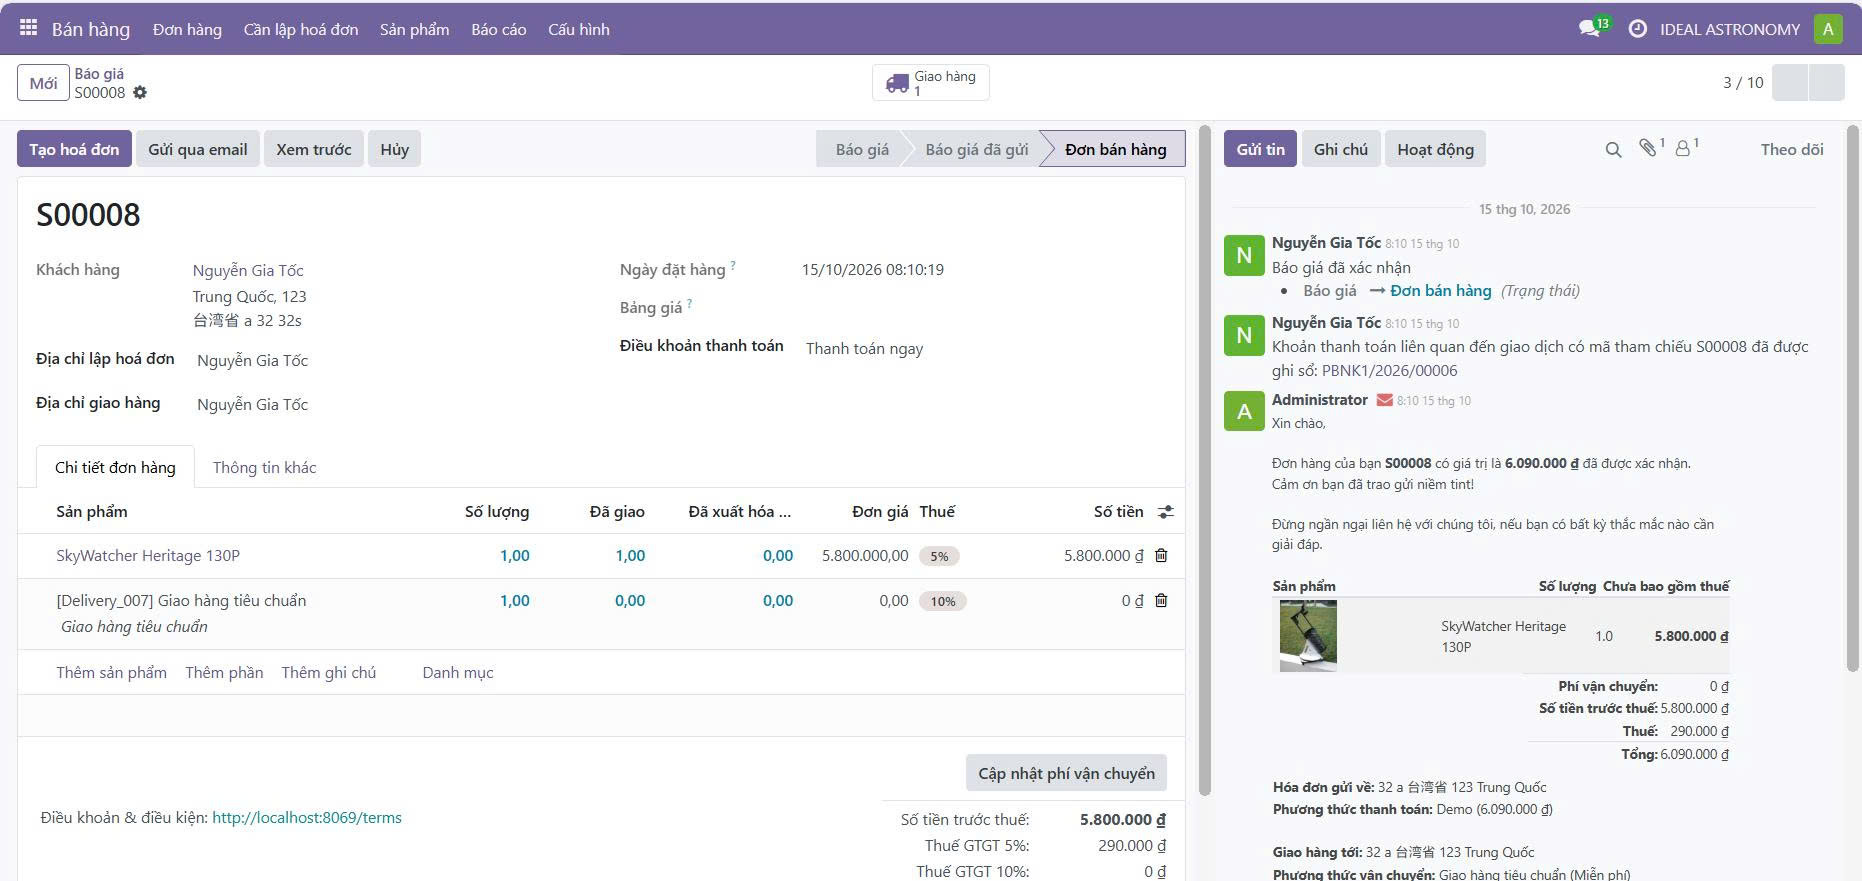 Bán hàng Đơn hàng Cần lập hoá đơn Sản phẩm Báo cáo Cấu hình 13 IDEAL ASTRONOMY A
Mới Báo giá
S00008
Giao hàng
1
3 / 10
Tạo hoá đơn Gửi qua email Xem trước Hủy Báo giá Báo giá đã gửi Đơn bán hàng
S00008
Khách hàng Nguyễn Gia Tốc
Trung Quốc, 123
台湾省 a 32 32s
Địa chỉ lập hoá đơn Nguyễn Gia Tốc
Địa chỉ giao hàng Nguyễn Gia Tốc
Ngày đặt hàng ? 15/10/2026 08:10:19
Bảng giá ?
Điều khoản thanh toán Thanh toán ngay
Chi tiết đơn hàng Thông tin khác
Sản phẩm Số lượng Đã giao Đã xuất hóa ... Đơn giá Thuế Số tiền
SkyWatcher Heritage 130P 1,00 1,00 0,00 5.800.000,00 5% 5.800.000 ₫
[Delivery_007] Giao hàng tiêu chuẩn 1,00 0,00 0,00 0,00 10% 0 ₫
Giao hàng tiêu chuẩn
Thêm sản phẩm Thêm phần Thêm ghi chú Danh mục
Cập nhật phí vận chuyển
Điều khoản & điều kiện: http://localhost:8069/terms
Số tiền trước thuế: 5.800.000 ₫
Thuế GTGT 5%: 290.000 ₫
Thuế GTGT 10%: 0 ₫
Gửi tin Ghi chú Hoạt động 1 1 Theo dõi
15 thg 10, 2026
N Nguyễn Gia Tốc 8:10 15 thg 10
Báo giá đã xác nhận
• Báo giá → Đơn bán hàng (Trạng thái)
N Nguyễn Gia Tốc 8:10 15 thg 10
Khoản thanh toán liên quan đến giao dịch có mã tham chiếu S00008 đã được
ghi sổ: PBNK1/2026/00006
A Administrator 8:10 15 thg 10
Xin chào,
Đơn hàng của bạn S00008 có giá trị là 6.090.000 ₫ đã được xác nhận.
Cảm ơn bạn đã trao gửi niềm tint!
Đừng ngần ngại liên hệ với chúng tôi, nếu bạn có bất kỳ thắc mắc nào cần
giải đáp.
Sản phẩm Số lượng Chưa bao gồm thuế
SkyWatcher Heritage
130P
1.0 5.800.000 ₫
Phí vận chuyển: 0 ₫
Số tiền trước thuế: 5.800.000 ₫
Thuế: 290.000 ₫
Tổng: 6.090.000 ₫
Hóa đơn gửi về: 32 a 台湾省 123 Trung Quốc
Phương thức thanh toán: Demo (6.090.000 ₫)
Giao hàng tới: 32 a 台湾省 123 Trung Quốc
Phương thức vận chuyển: Giao hàng tiêu chuẩn (Miễn phí)